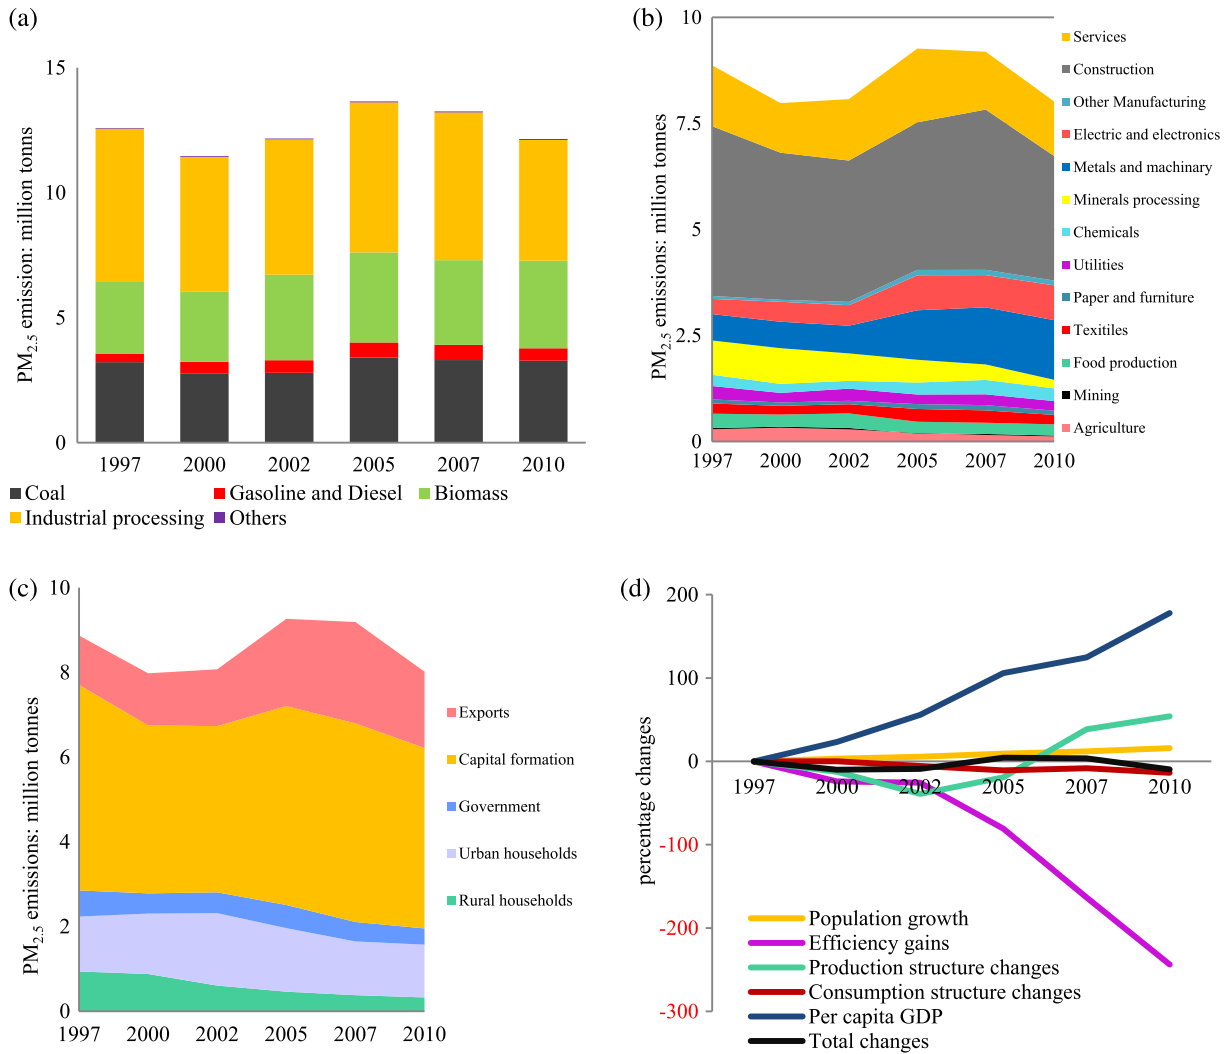 (a)
15
10
5
0
PM2.5 emission: million tonns
1997 2000 2002 2005 2007 2010
Coal Gasoline and Diesel Biomass
Industrial processing Others
(b)
10
7.5
5
2.5
0
PM2.5 emissions: million tonnes
1997 2000 2002 2005 2007 2010
Services
Construction
Other Manufacturing
Electric and electronics
Metals and machinary
Minerals processing
Chemicals
Utilities
Paper and furniture
Texitiles
Food production
Mining
Agriculture
(c)
10
8
6
4
2
0
PM2.5 emissions: million tonnes
1997 2000 2002 2005 2007 2010
Exports
Capital formation
Government
Urban households
Rural households
(d)
200
100
0
-100
-200
-300
percentage changes
1997 2000 2002 2005 2007 2010
Population growth
Efficiency gains
Production structure changes
Consumption structure changes
Per capita GDP
Total changes